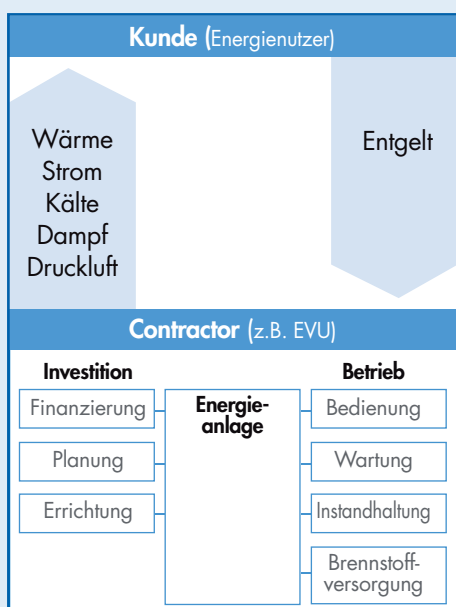 Kunde (Energienutzer)
Wärme
Strom
Kälte
Dampf
Druckluft
Entgelt
Contractor (z.B. EVU)
Investition
Finanzierung
Planung
Errichtung
Energie-
anlage
Betrieb
Bedienung
Wartung
Instandhaltung
Brennstoff-
versorgung